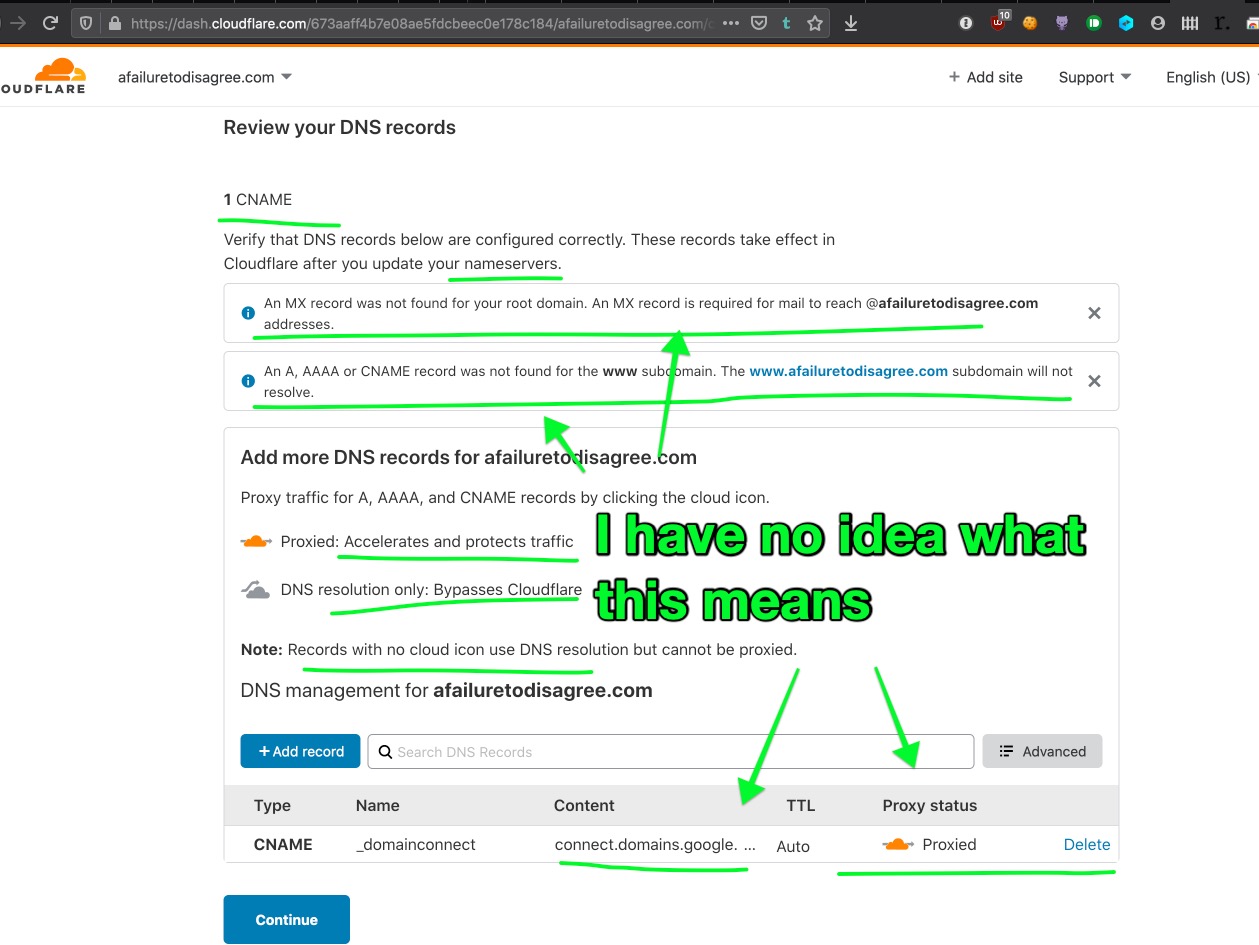 https://dash.cloudflare.com/673aaff4b7e08ae5fdcbeec0e178c184/afailuretodisagree.com/
10
t
r.
OUDFLARE
afailuretodisagree.com
+ Add site
Support
English (US)
Review your DNS records
1 CNAME
Verify that DNS records below are configured correctly. These records take effect in
Cloudflare after you update your nameservers.
An MX record was not found for your root domain. An MX record is required for mail to reach @afailuretodisagree.com
addresses.
An A, AAAA or CNAME record was not found for the www subdomain. The www.afailuretodisagree.com subdomain will not
resolve.
Add more DNS records for afailuretodisagree.com
Proxy traffic for A, AAAA, and CNAME records by clicking the cloud icon.
Proxied: Accelerates and protects traffic
DNS resolution only: Bypasses Cloudflare
I have no idea what
this means
Note: Records with no cloud icon use DNS resolution but cannot be proxied.
DNS management for afailuretodisagree.com
+ Add record
Search DNS Records
Advanced
Type Name Content TTL Proxy status
CNAME _domainconnect connect.domains.google. ... Auto Proxied Delete
Continue